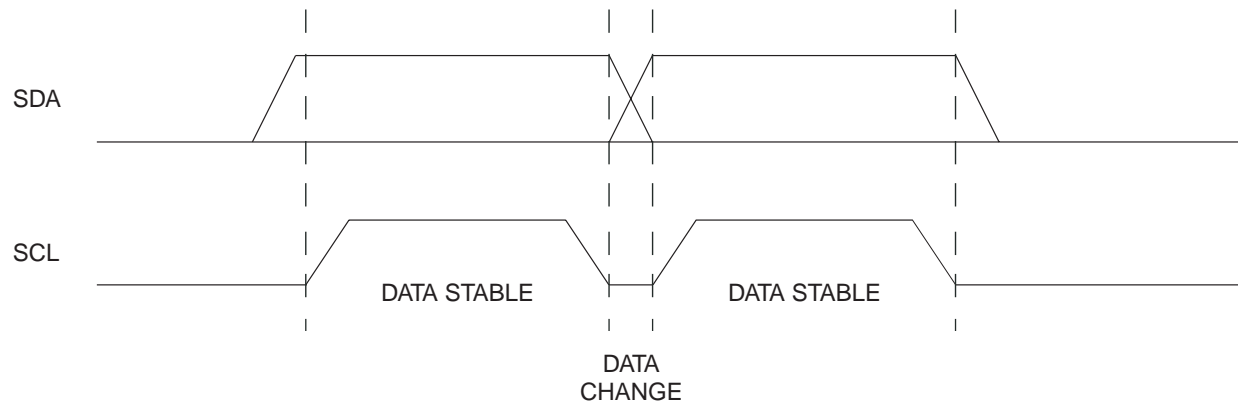 SDA
SCL
DATA STABLE
DATA STABLE
DATA
CHANGE